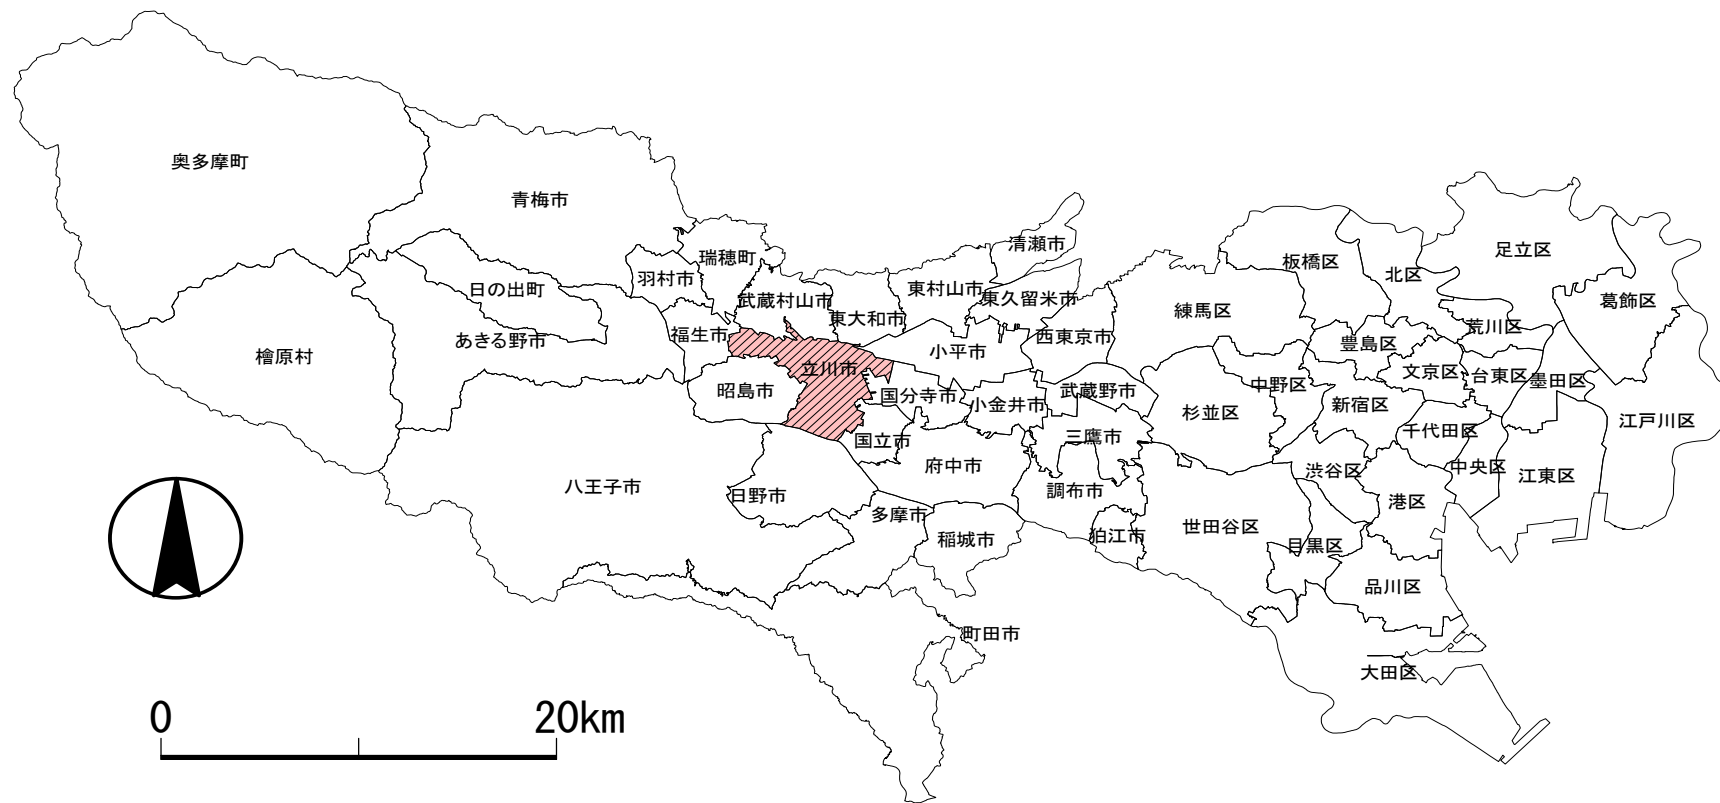 奥多摩町
青梅市
瑞穂町
羽村市
日の出町
あきる野市
檜原村
福生市
武蔵村山市
東大和市
東村山市
清瀬市
東久留米市
西東京市
小平市
立川市
昭島市
国分寺市
小金井市
武蔵野市
三鷹市
国立市
府中市
調布市
狛江市
八王子市
日野市
多摩市
稲城市
町田市
練馬区
板橋区
北区
足立区
葛飾区
荒川区
豊島区
文京区
台東区
墨田区
中野区
杉並区
新宿区
千代田区
江戸川区
渋谷区
中央区
江東区
港区
世田谷区
目黒区
品川区
大田区
0
20km